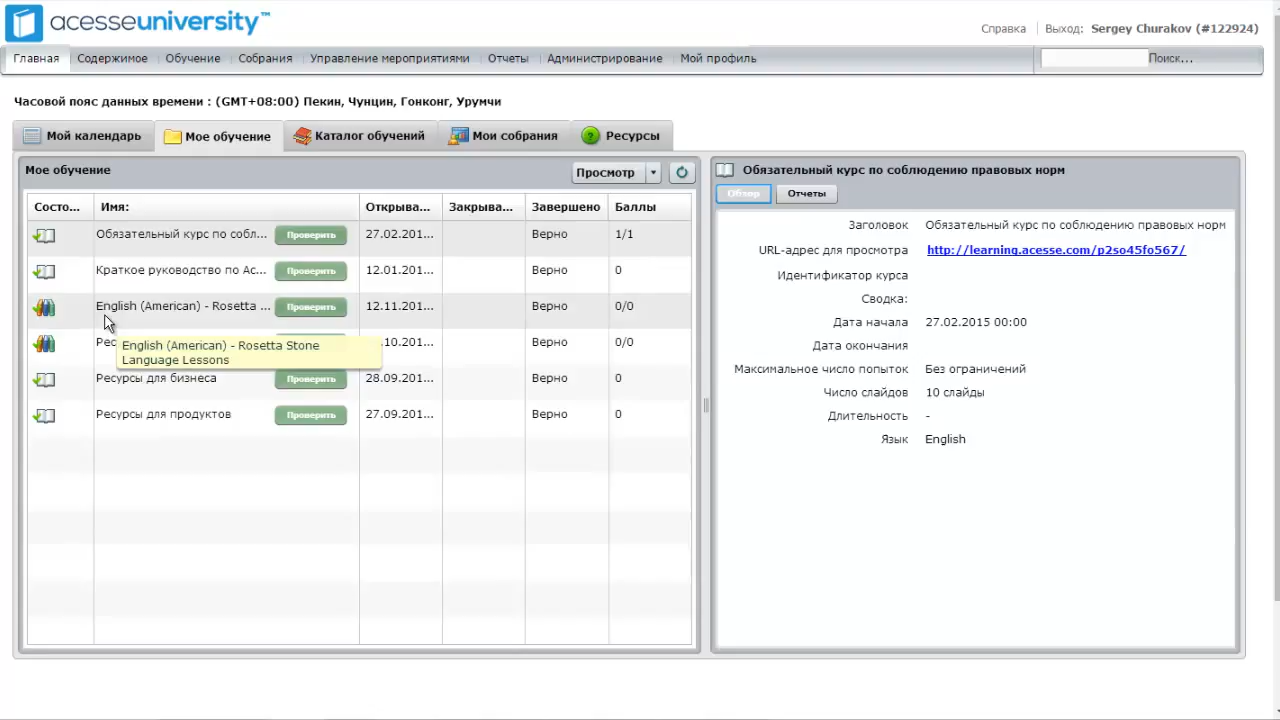 acesseuniversity™
Справка
Выход: Sergey Churakov (#122924)
Главная Содержимое Обучение Собрания Управление мероприятиями Отчеты Администрирование Мой профиль Поиск...
Часовой пояс данных времени : (GMT+08:00) Пекин, Чунцин, Гонконг, Урумчи
Мой календарь Мое обучение Каталог обучений Мои собрания Ресурсы
Мое обучение Просмотр
Состо... Имя: Открыва... Закрыва... Завершено Баллы
Обязательный курс по собл... Проверить 27.02.201... Верно 1/1
Краткое руководство по Ac... Проверить 12.01.201... Верно 0
English (American) - Rosetta ... Проверить 12.11.201... Верно 0/0
Рес .10.201... Верно 0/0
English (American) - Rosetta Stone
Language Lessons
Ресурсы для бизнеса Проверить 28.09.201... Верно 0
Ресурсы для продуктов Проверить 27.09.201... Верно 0
Обязательный курс по соблюдению правовых норм
Обзор Отчеты
Заголовок Обязательный курс по соблюдению правовых норм
URL-адрес для просмотра http://learning.acesse.com/p2so45fo567/
Идентификатор курса
Сводка:
Дата начала 27.02.2015 00:00
Дата окончания
Максимальное число попыток Без ограничений
Число слайдов 10 слайды
Длительность -
Язык English